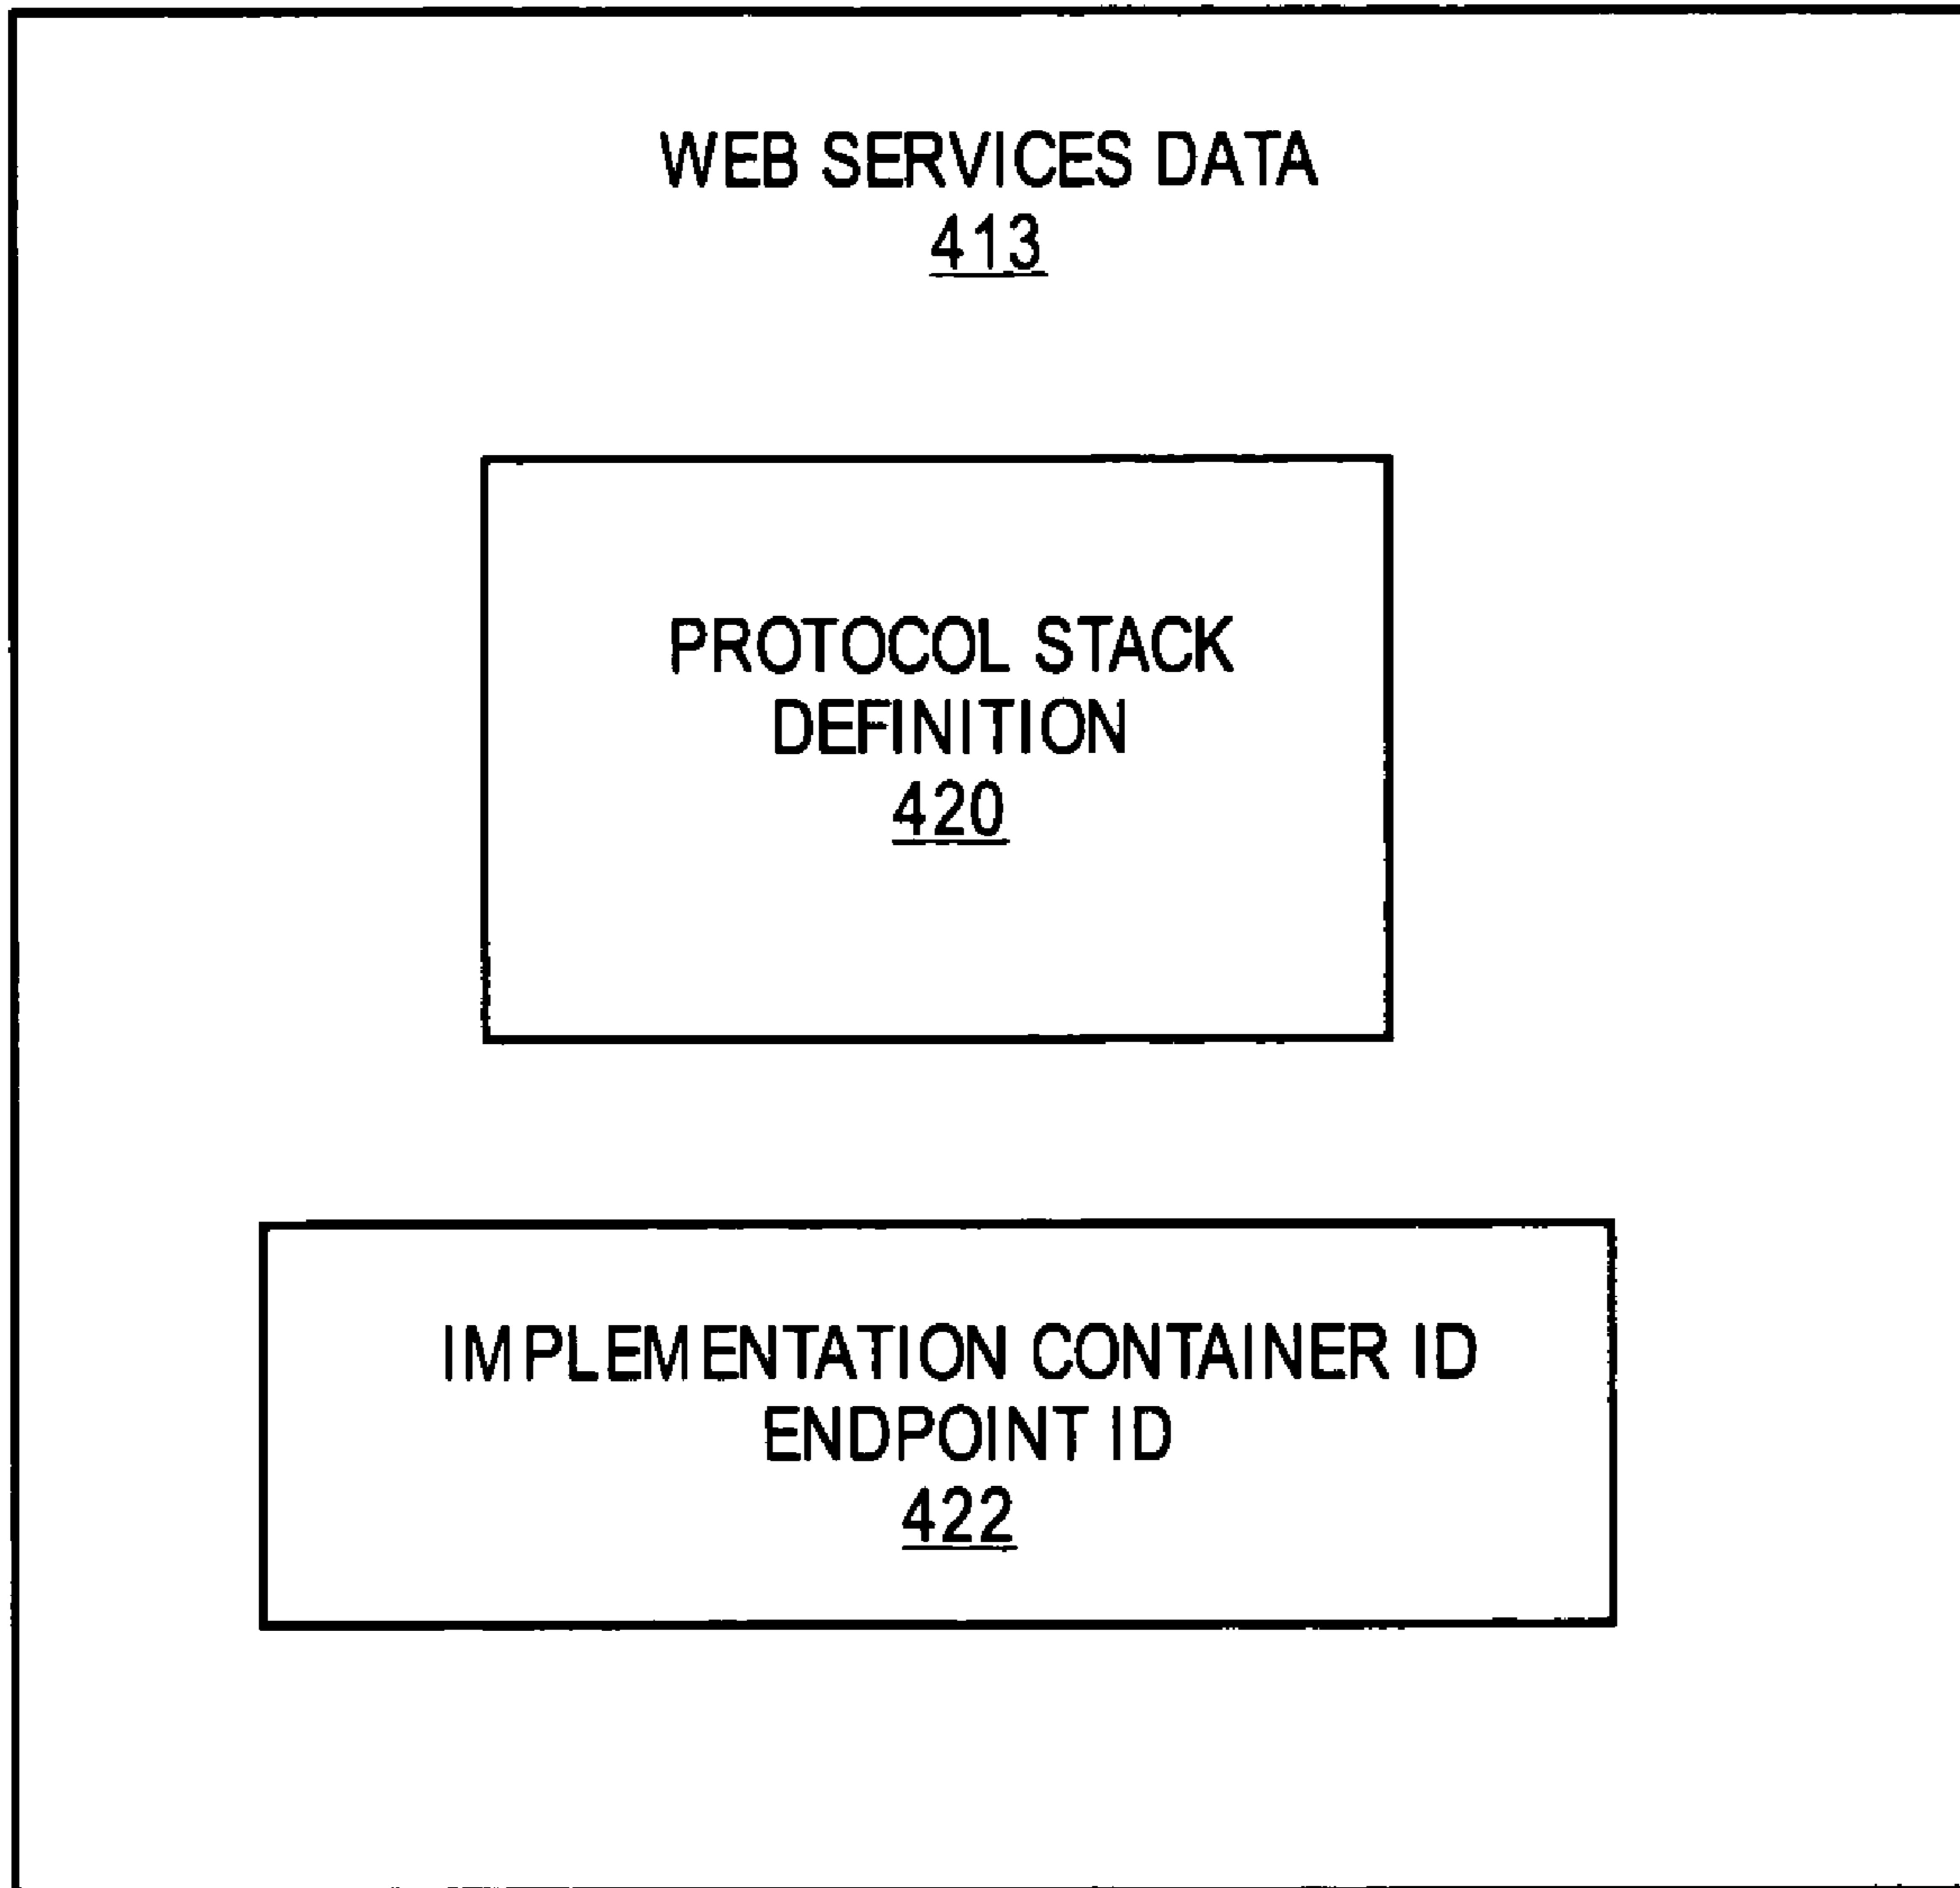 WEB SERVICES DATA
413
PROTOCOL STACK
DEFINITION
420
IMPLEMENTATION CONTAINER ID
ENDPOINT ID
422